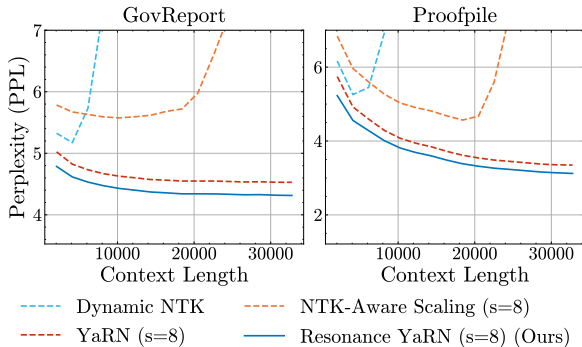 GovReport
Proofpile
Perplexity (PPL)
7
6
5
4
6
4
2
10000 20000 30000
10000 20000 30000
Context Length
Context Length
Dynamic NTK
NTK-Aware Scaling (s=8)
YaRN (s=8)
Resonance YaRN (s=8) (Ours)